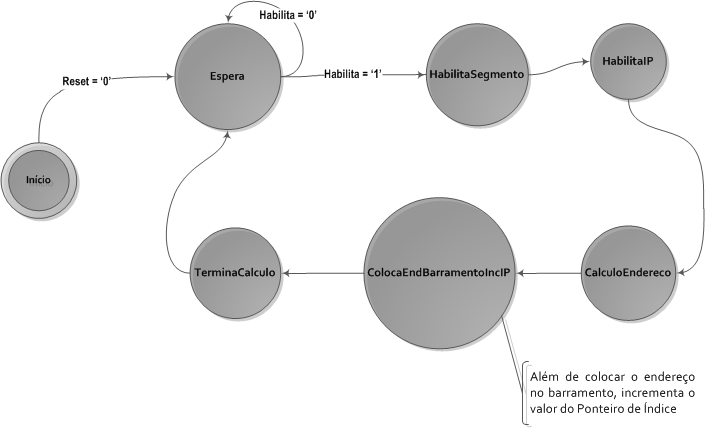 Habilita = ‘0’
Reset = ‘0’
Espera
Habilita = ‘1’
HabilitaSegmento
HabilitaIP
Início
TerminaCalculo
ColocaEndBarramentoIncIP
CalculoEndereco
Além de colocar o endereço
no barramento, incrementa o
valor do Ponteiro de Índice